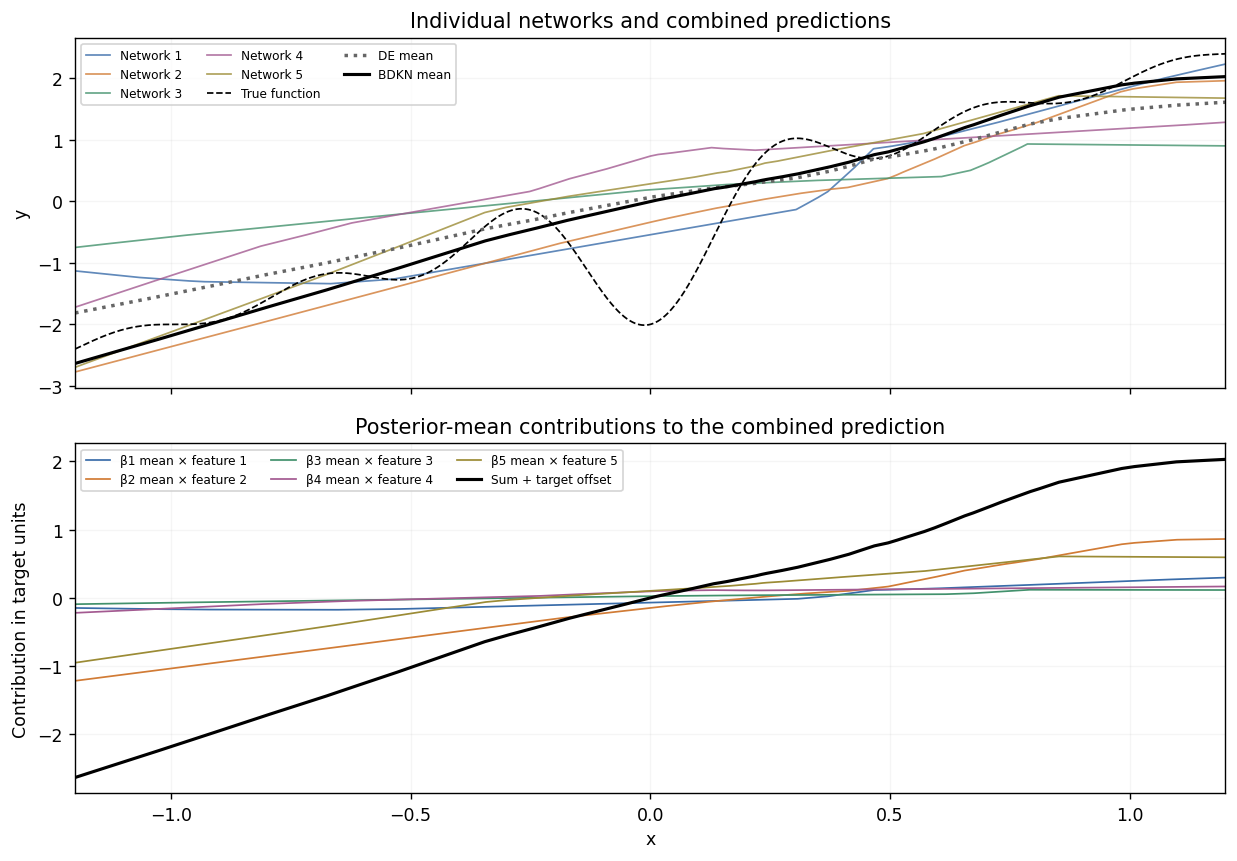 Individual networks and combined predictions
Network 1
Network 2
Network 3
Network 4
Network 5
True function
DE mean
BDKN mean
y
2
1
0
−1
−2
−3
Posterior-mean contributions to the combined prediction
β1 mean × feature 1
β2 mean × feature 2
β3 mean × feature 3
β4 mean × feature 4
β5 mean × feature 5
Sum + target offset
Contribution in target units
2
1
0
−1
−2
−1.0
−0.5
0.0
0.5
1.0
x